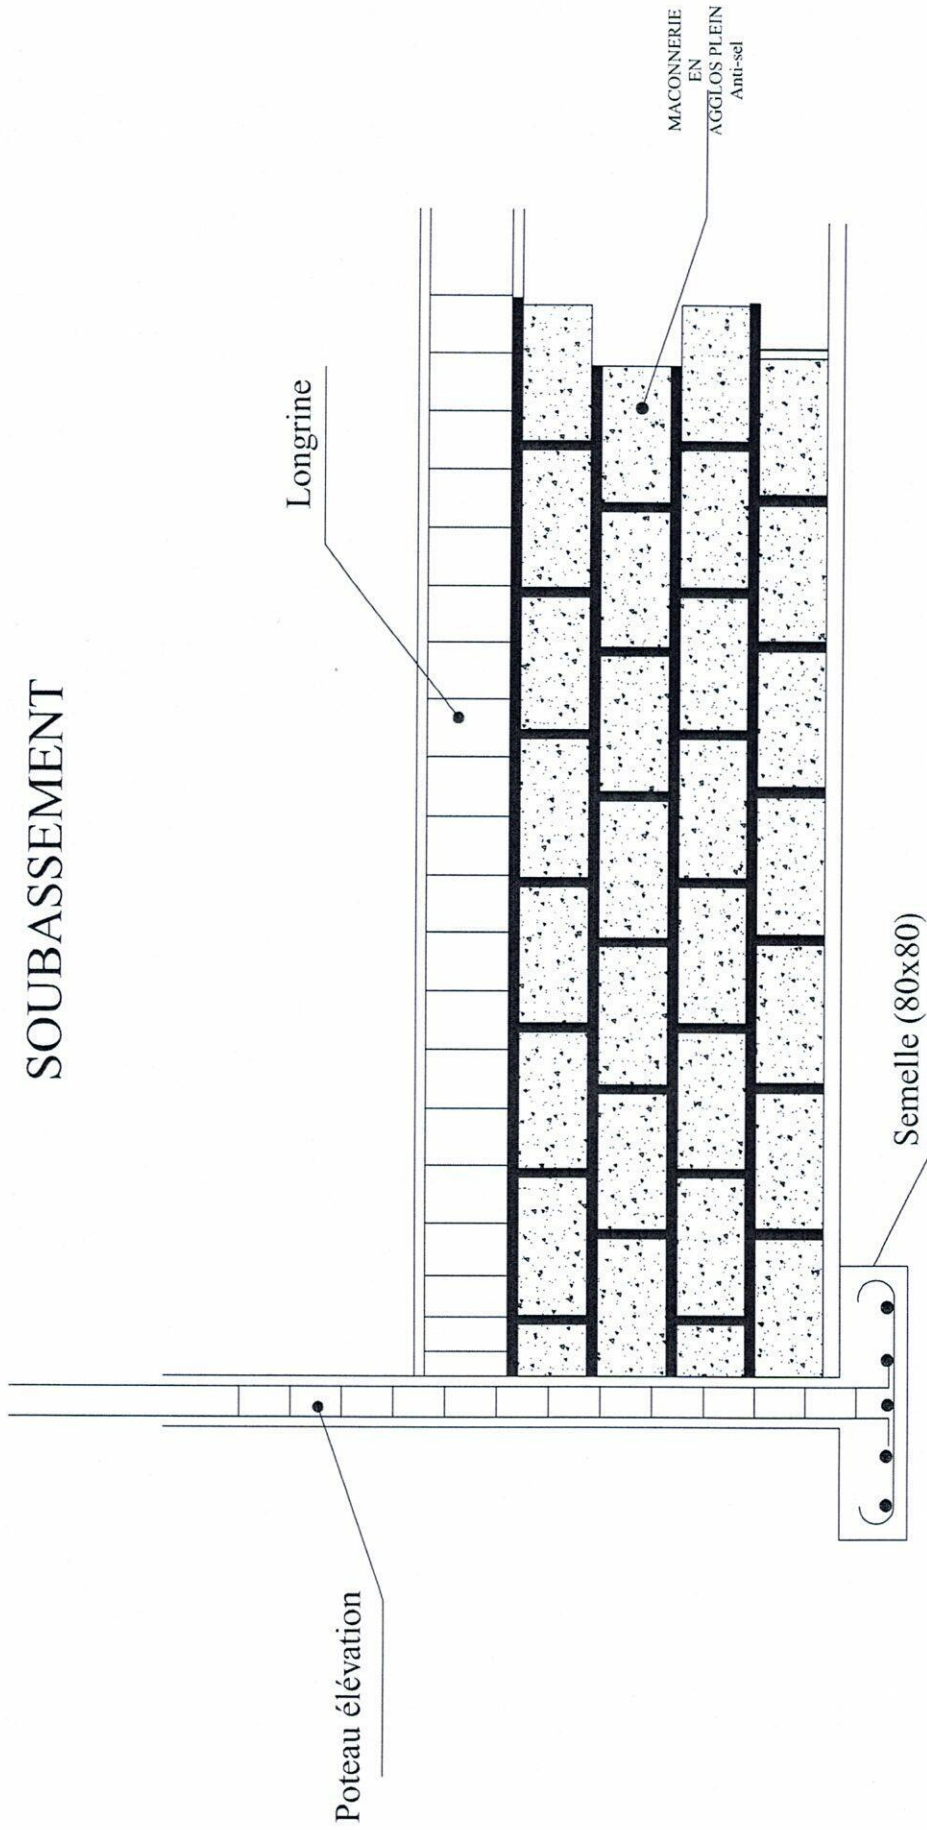 SOUBASSEMENT
Longrine
MACONNERIE
EN
AGGLOS PLEIN
Anti-sel
Poteau élévation
Semelle (80x80)